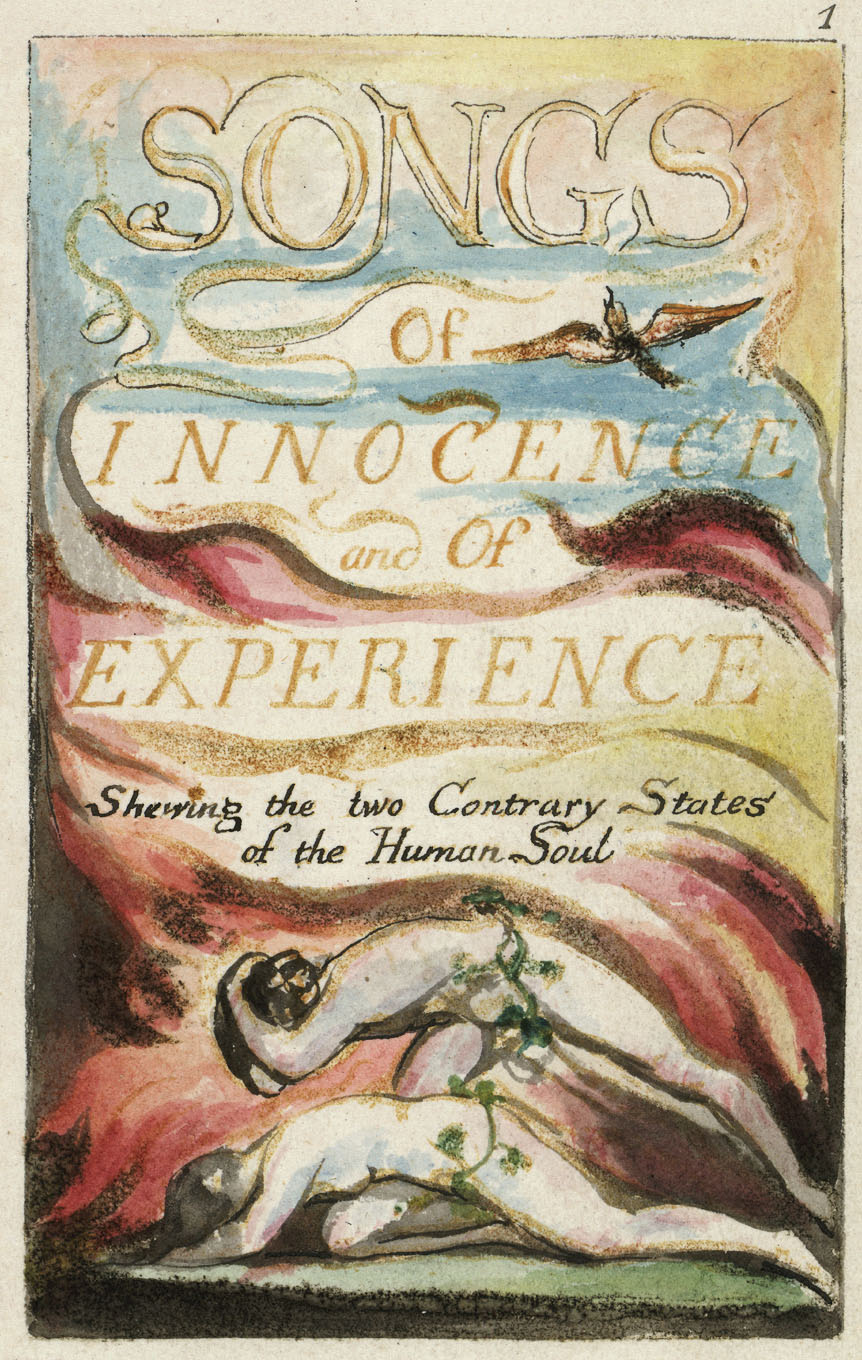 1
SONGS
Of
INNOCENCE
and Of
EXPERIENCE
Shewing the two Contrary States
of the Human Soul